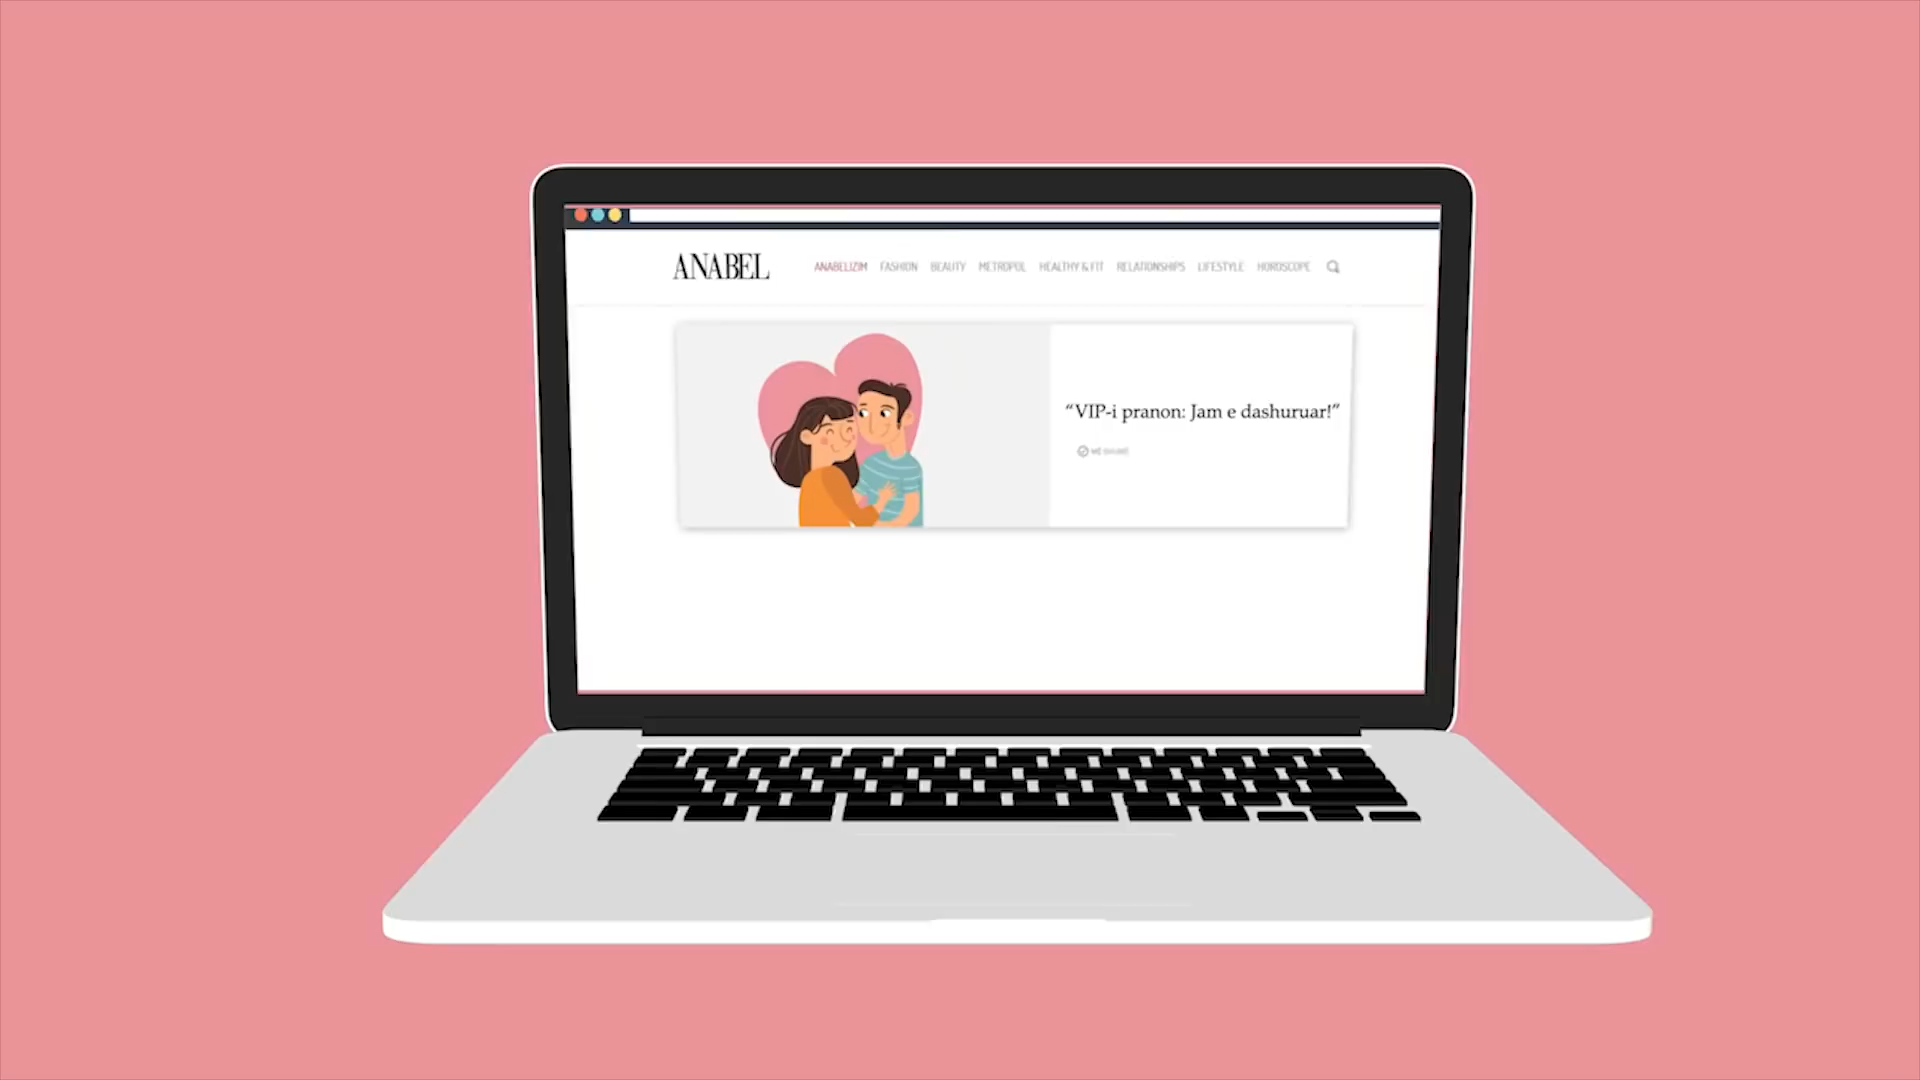 ANABEL
ANABELIZIM FASHION BEAUTY METROPOL HEALTHY & FIT RELATIONSHIPS LIFESTYLE HOROSCOPE
“VIP-i pranon: Jam e dashuruar!”